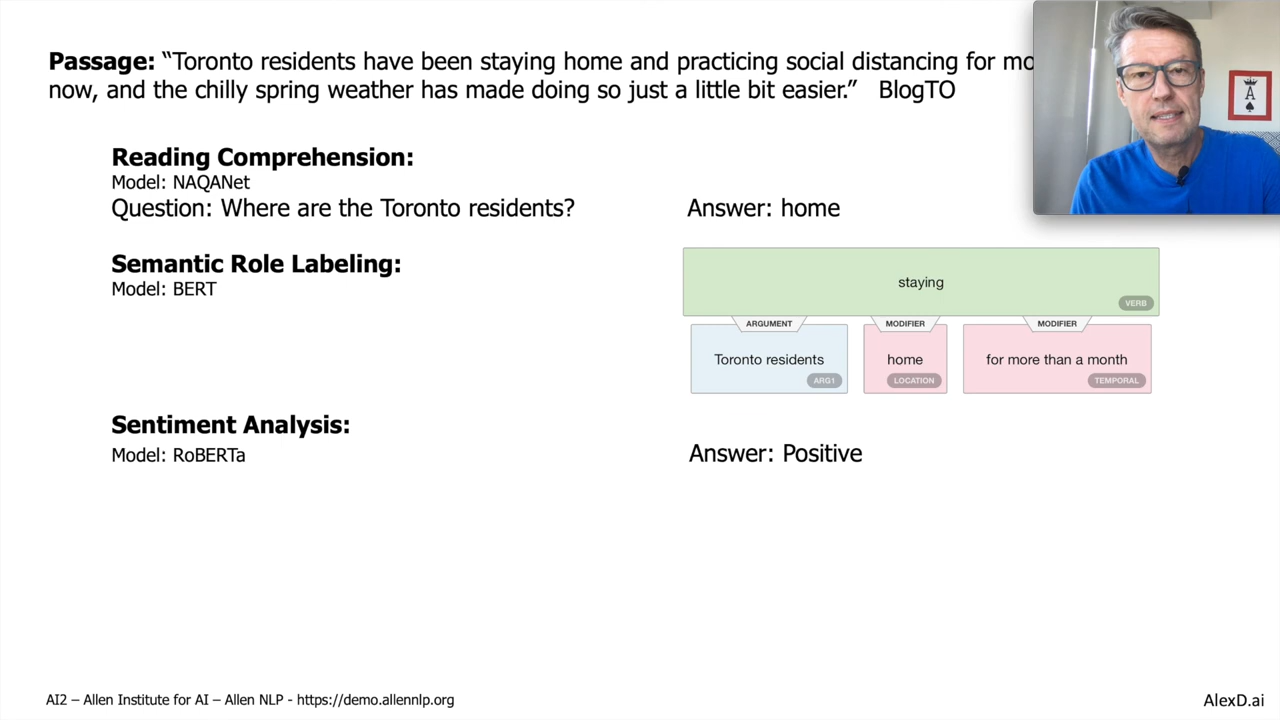 Passage: “Toronto residents have been staying home and practicing social distancing for mo
now, and the chilly spring weather has made doing so just a little bit easier.” BlogTO
A
Reading Comprehension:
Model: NAQANet
Question: Where are the Toronto residents? Answer: home
Semantic Role Labeling:
Model: BERT
staying
VERB
ARGUMENT MODIFIER MODIFIER
Toronto residents home for more than a month
ARG1 LOCATION TEMPORAL
Sentiment Analysis:
Model: RoBERTa Answer: Positive
AI2 – Allen Institute for AI – Allen NLP - https://demo.allennlp.org AlexD.ai